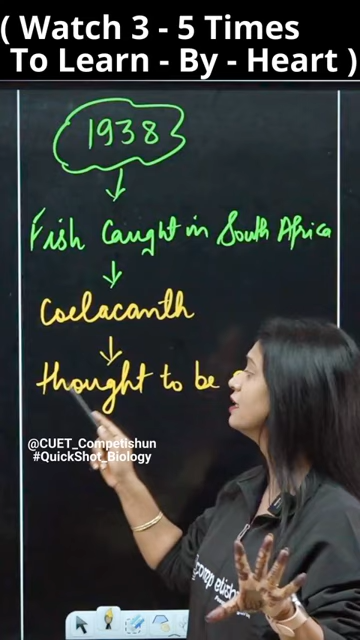 ( Watch 3 - 5 Times
To Learn - By - Heart )
1938
Fish Caught in South Africa
Coelacanth
thought to be
@CUET_Competishun
#QuickShot_Biology